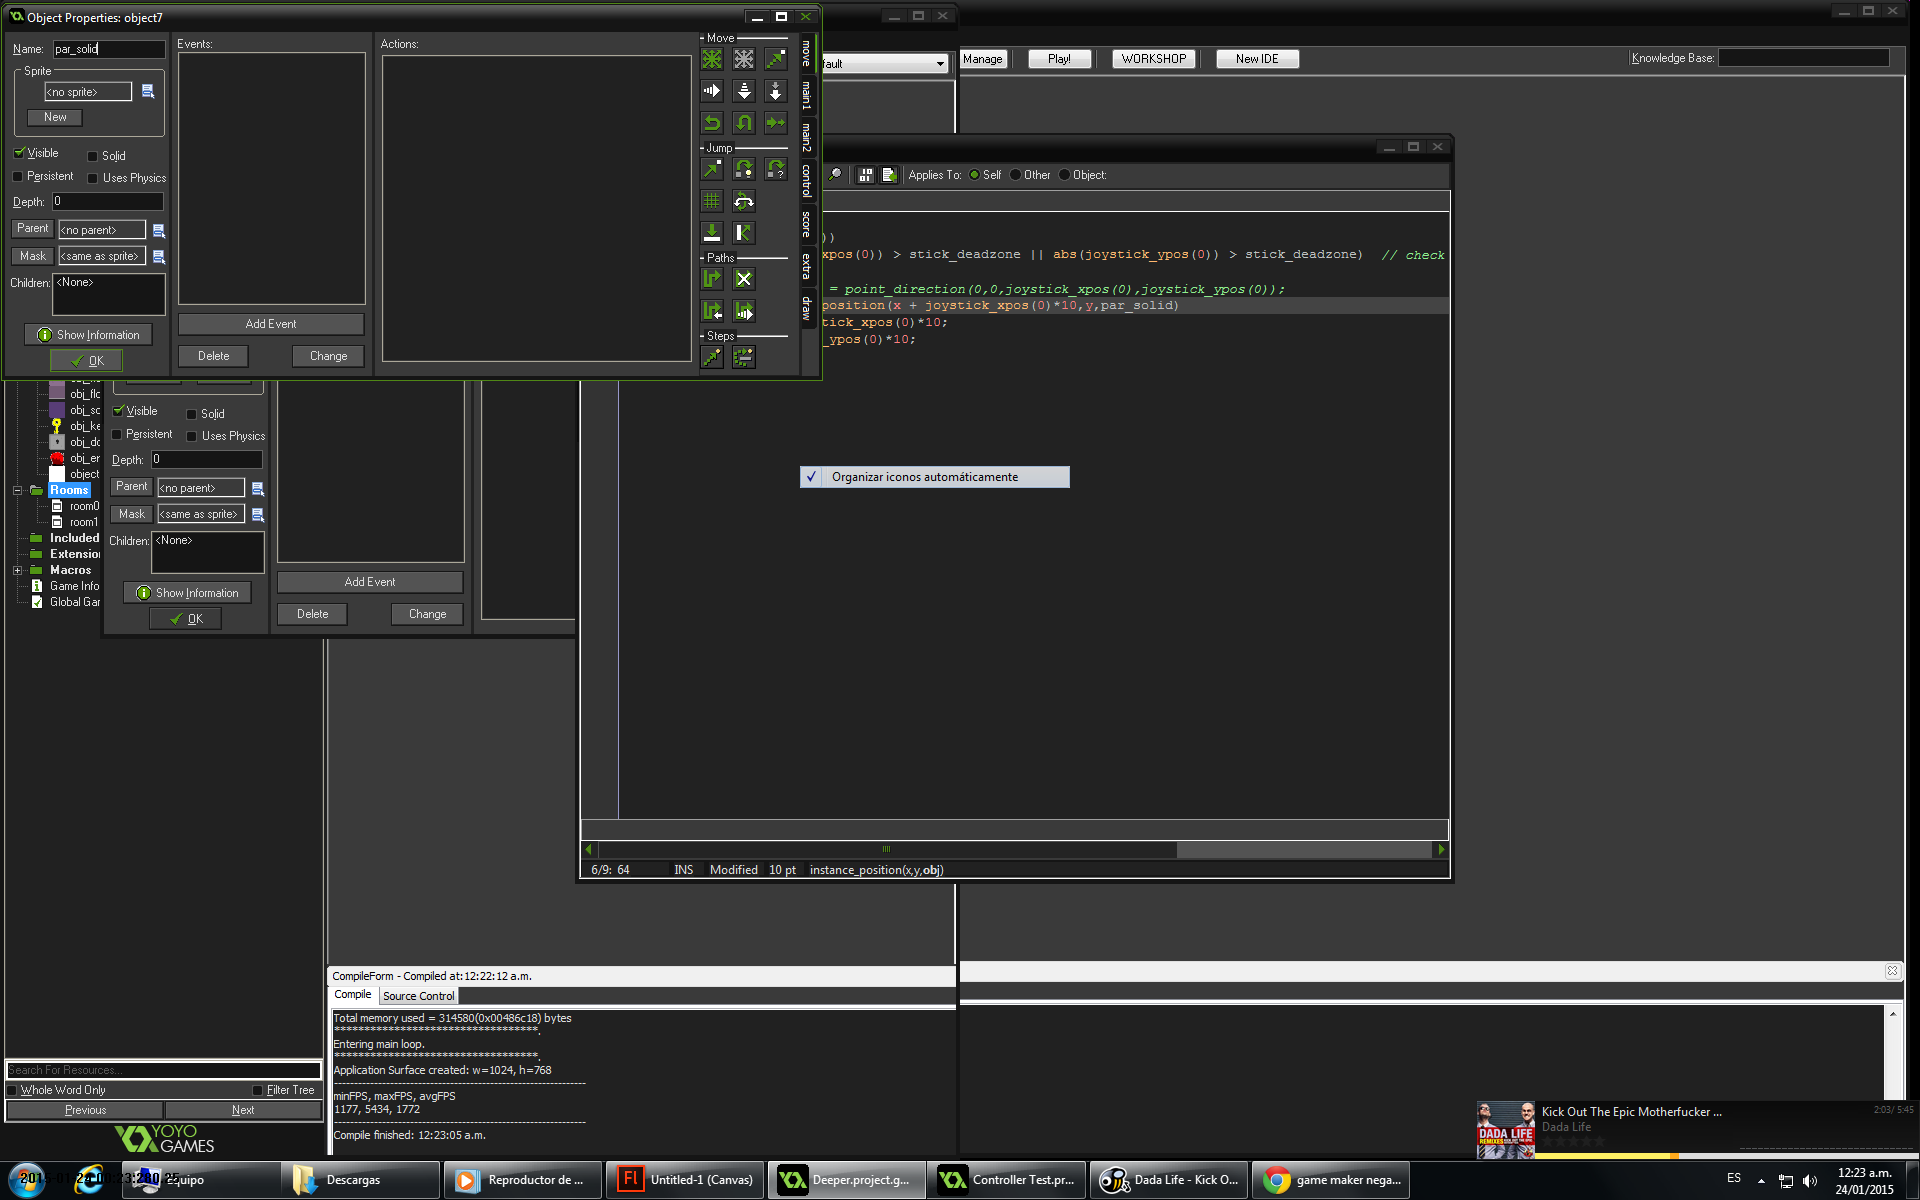 Object Properties: object7
Name: par_solid
Sprite
<no sprite>
New
Visible
Solid
Persistent
Uses Physics
Depth: 0
Parent <no parent>
Mask <same as sprite>
Children: <None>
Show Information
OK
Events:
Add Event
Delete
Change
Actions:
Move
Jump
Paths
Steps
move
main1
main2
control
score
extra
draw
fault
Manage
Play!
WORKSHOP
New IDE
Knowledge Base:
Applies To: Self Other Object:
))
xpos(0)) > stick_deadzone || abs(joystick_ypos(0)) > stick_deadzone) // check
= point_direction(0,0,joystick_xpos(0),joystick_ypos(0));
position(x + joystick_xpos(0)*10,y,par_solid)
tick_xpos(0)*10;
_ypos(0)*10;
Organizar iconos automáticamente
6/9: 64 INS Modified 10 pt instance_position(x,y,obj)
obj_flo
obj_sc
obj_ke
obj_do
obj_er
object
Rooms
room0
room1
Included
Extensio
Macros
Game Info
Global Gar
Visible
Solid
Persistent
Uses Physics
Depth: 0
Parent <no parent>
Mask <same as sprite>
Children: <None>
Show Information
OK
Add Event
Delete
Change
CompileForm - Compiled at:12:22:12 a.m.
Compile
Source Control
Total memory used = 314580(0x00486c18) bytes
**********************************.
Entering main loop.
**********************************.
Application Surface created: w=1024, h=768
---------------------------------------------------------------
minFPS, maxFPS, avgFPS
1177, 5434, 1772
---------------------------------------------------------------
Compile finished: 12:23:05 a.m.
Search For Resources...
Whole Word Only
Filter Tree
Previous
Next
YOYO
GAMES
DADA LIFE
Kick Out The Epic Motherfucker ...
Dada Life
2:03/ 5:45
Equipo
Descargas
Reproductor de ...
Fl
Untitled-1 (Canvas)
Deeper.project.g...
Controller Test.pr...
Dada Life - Kick O...
game maker nega...
ES
12:23 a.m.
24/01/2015